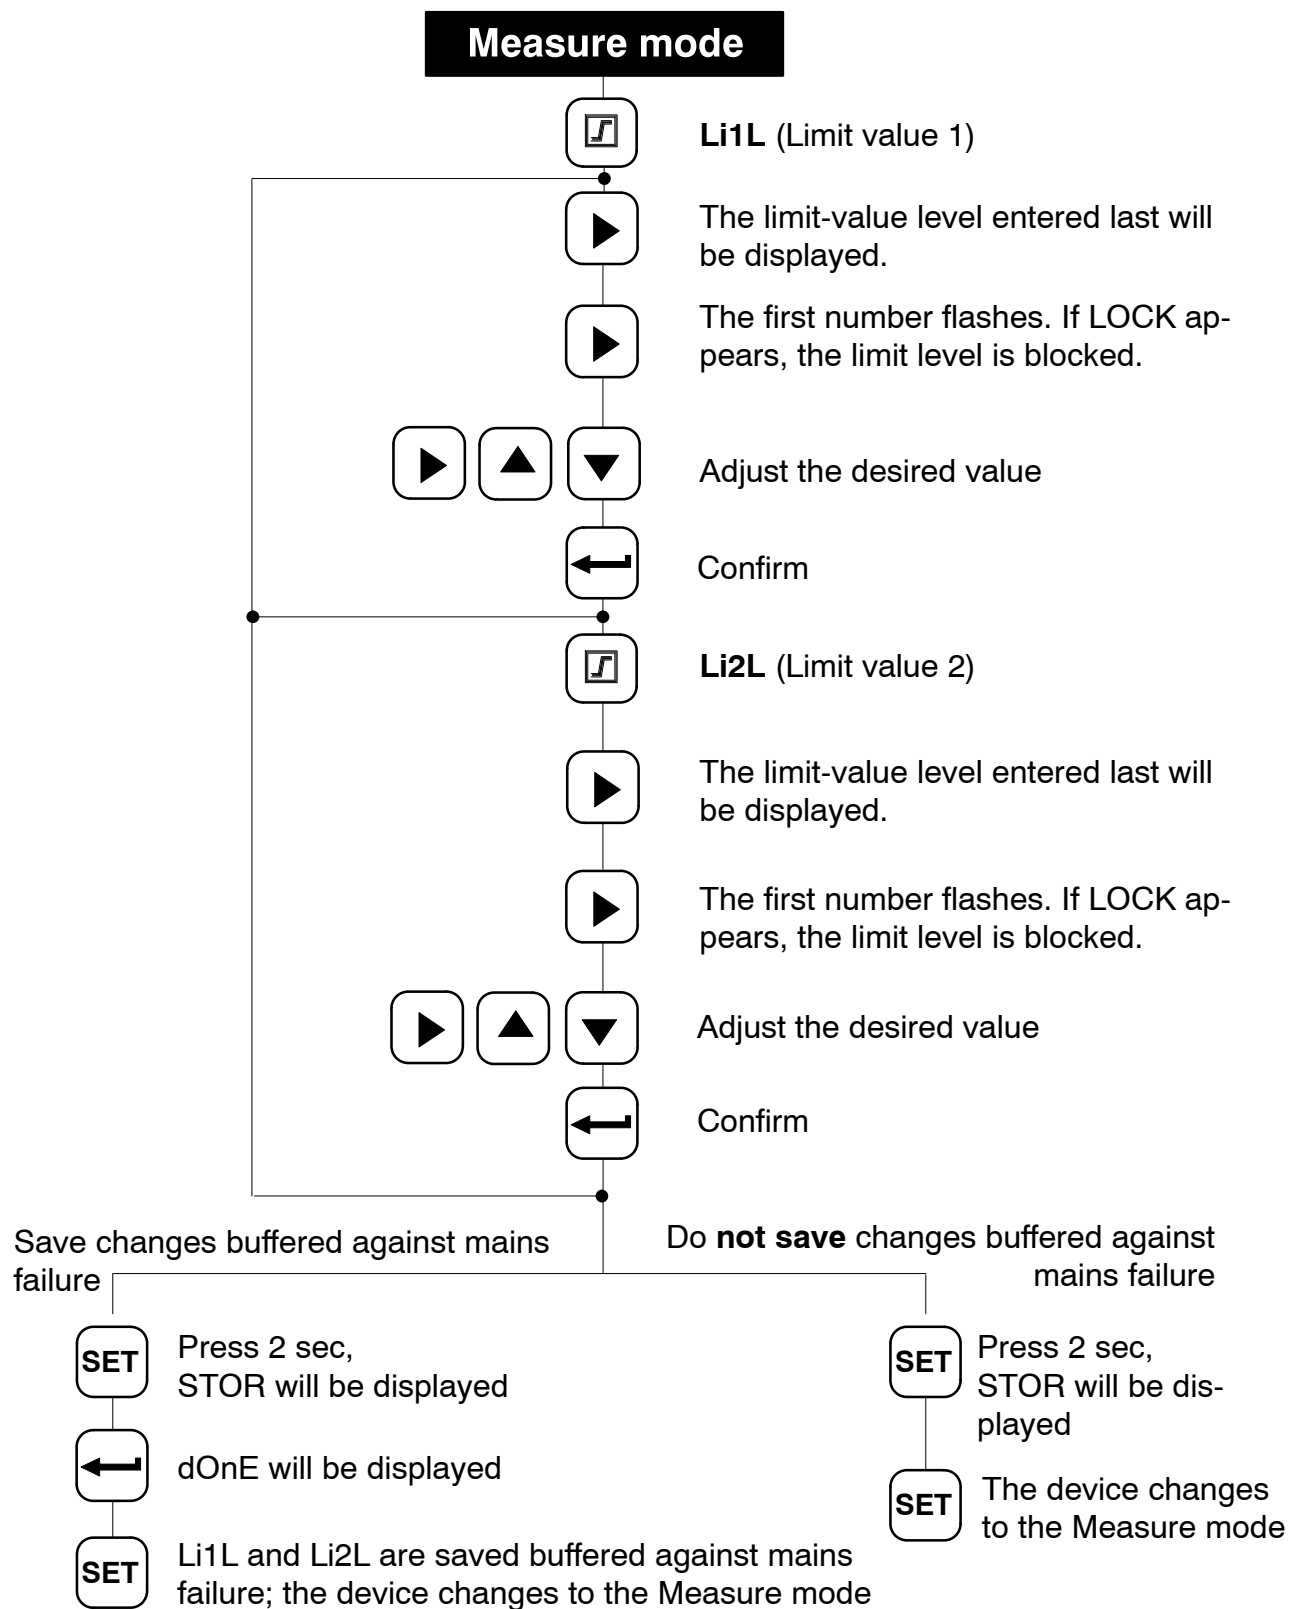 Measure mode
Li1L (Limit value 1)
The limit-value level entered last will
be displayed.
The first number flashes. If LOCK ap-
pears, the limit level is blocked.
Adjust the desired value
Confirm
Li2L (Limit value 2)
The limit-value level entered last will
be displayed.
The first number flashes. If LOCK ap-
pears, the limit level is blocked.
Adjust the desired value
Confirm
Save changes buffered against mains
failure
Do not save changes buffered against
mains failure
SET
Press 2 sec,
STOR will be displayed
dOnE will be displayed
SET
Li1L and Li2L are saved buffered against mains
failure; the device changes to the Measure mode
SET
Press 2 sec,
STOR will be dis-
played
SET
The device changes
to the Measure mode